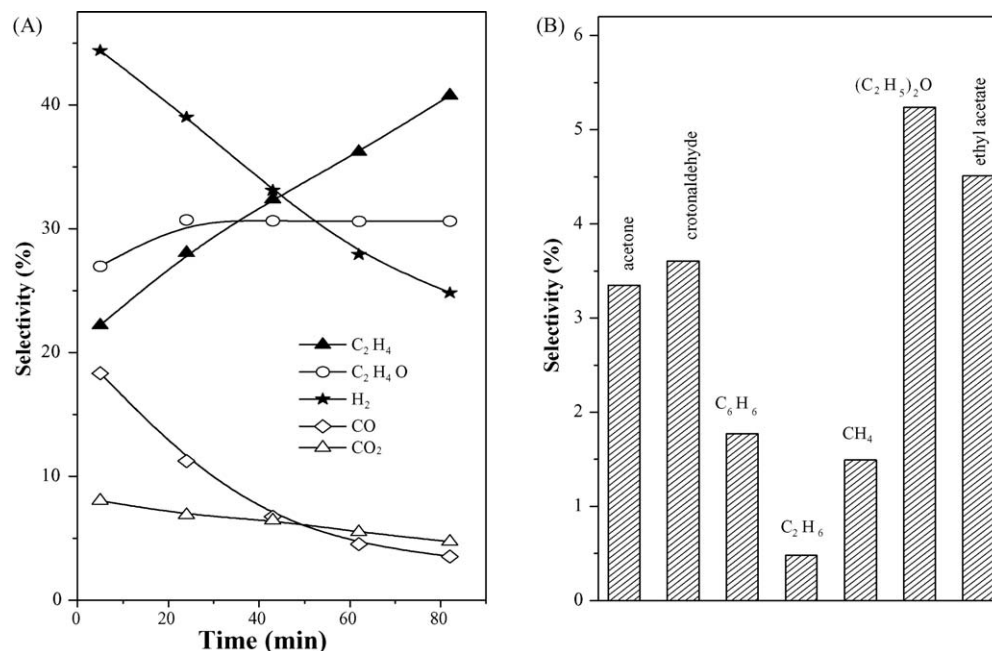 (A)
Selectivity (%)
40
30
20
10
0
C₂H₄
C₂H₄O
H₂
CO
CO₂
0 20 40 60 80
Time (min)
(B)
Selectivity (%)
6
5
4
3
2
1
0
acetone
crotonaldehyde
C₆H₆
C₂H₆
CH₄
(C₂H₅)₂O
ethyl acetate